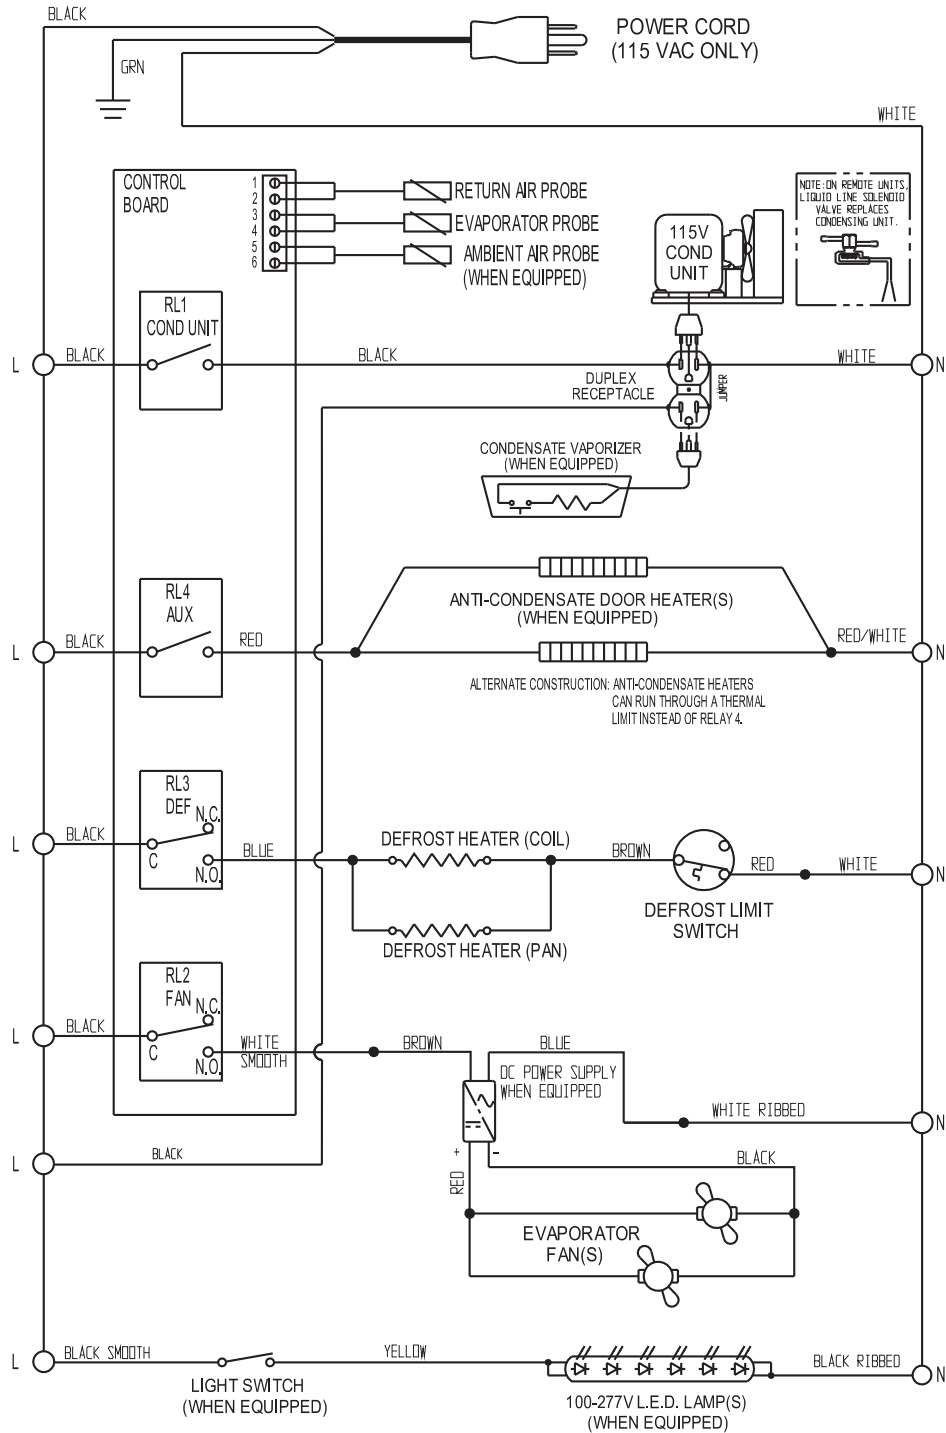 BLACK
POWER CORD
(115 VAC ONLY)
GRN
WHITE
CONTROL
BOARD
1
2
3
4
5
6
RETURN AIR PROBE
EVAPORATOR PROBE
AMBIENT AIR PROBE
(WHEN EQUIPPED)
115V
COND
UNIT
NOTE:ON REMOTE UNITS,
LIQUID LINE SOLENOID
VALVE REPLACES
CONDENSING UNIT.
RL1
COND UNIT
L
BLACK
BLACK
WHITE
N
DUPLEX
RECEPTACLE
JUMPER
CONDENSATE VAPORIZER
(WHEN EQUIPPED)
RL4
AUX
L
BLACK
RED
ANTI-CONDENSATE DOOR HEATER(S)
(WHEN EQUIPPED)
RED/WHITE
N
ALTERNATE CONSTRUCTION: ANTI-CONDENSATE HEATERS
CAN RUN THROUGH A THERMAL
LIMIT INSTEAD OF RELAY 4.
RL3
DEF
N.C.
L
BLACK
C
N.O.
BLUE
DEFROST HEATER (COIL)
BROWN
RED
WHITE
N
DEFROST LIMIT
SWITCH
DEFROST HEATER (PAN)
RL2
FAN
N.C.
L
BLACK
C
N.O.
WHITE
SMOOTH
BROWN
BLUE
DC POWER SUPPLY
WHEN EQUIPPED
WHITE RIBBED
N
L
BLACK
+
-
RED
BLACK
EVAPORATOR
FAN(S)
L
BLACK SMOOTH
YELLOW
BLACK RIBBED
N
LIGHT SWITCH
(WHEN EQUIPPED)
100-277V L.E.D. LAMP(S)
(WHEN EQUIPPED)